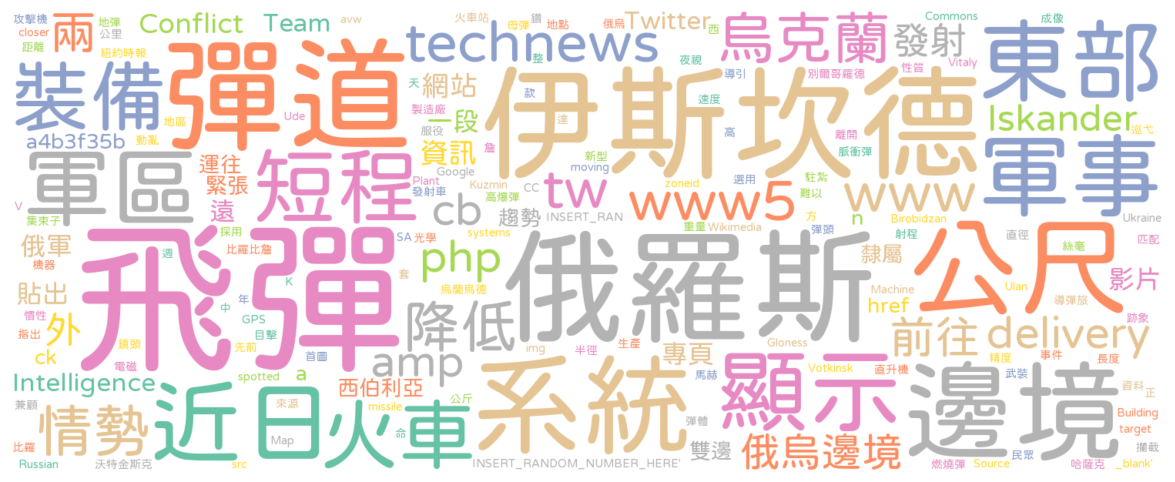 攻擊機 兩 地彈 Conflict Team avw 火車站 鑽 Twitter 俄烏 烏克蘭 Commons 成像 東部
closer 公里 母彈 地點 西 發射
距離 紐約時報 彈道 technews 整 夜視 導引 性質 Vitaly
裝備 天 網站 伊斯坎德 別爾哥羅德
地區 Ude 製造廠 款 速度 Iskander
a4b3f35b 動亂 服役 一段 達 高 離開 巡弋
軍區 運往 短程 資訊 詹 新型 脈衝彈 軍事
緊張 Google moving zoneid 選用 駐紮
V 遠 發射車 Plant Kuzmin 高爆彈 tw www5 難以 www
集束子 採用 cb 趨勢 CC INSERT_RAN 重量 Wikimedia 方 n Birobidzan Ukraine
俄軍 週 比羅比詹 SA 光學 systems 彈頭 射程 直徑 絲毫 匹配
機器 飛彈 K 套 php 俄羅斯 隸屬 公尺 影片
貼出 中 年 烏蘭烏德 Machine Ulan 導彈旅
慣性 外 GPS 降低 href 跡象
指出 鏡頭 先前 目擊 img 半徑 生產 Gloness 前往 delivery
ck 電磁 首圖 amp 專頁 精度 事件 長度
Intelligence spotted a 西伯利亞 系統 馬赫 顯示 Votkinsk 直升機 武裝 邊境
兼顧 近日 來源 火車 missile 公斤 資料 正
情勢 彈體 Building
比羅 Map 命 雙邊 俄烏邊境 target
Russian 沃特金斯克 src INSERT_RANDOM_NUMBER_HERE' 燃燒彈 Source 民眾 哈薩克 攔截 _blank'